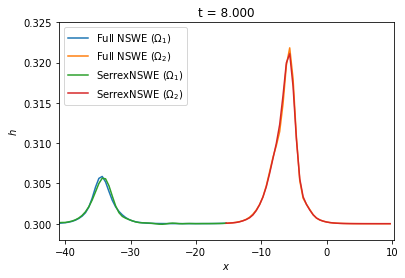 t = 8.000
Full NSWE (Ω₁)
Full NSWE (Ω₂)
SerrexNSWE (Ω₁)
SerrexNSWE (Ω₂)
0.325
0.320
0.315
0.310
0.305
0.300
h
−40 −30 −20 −10 0 10
x